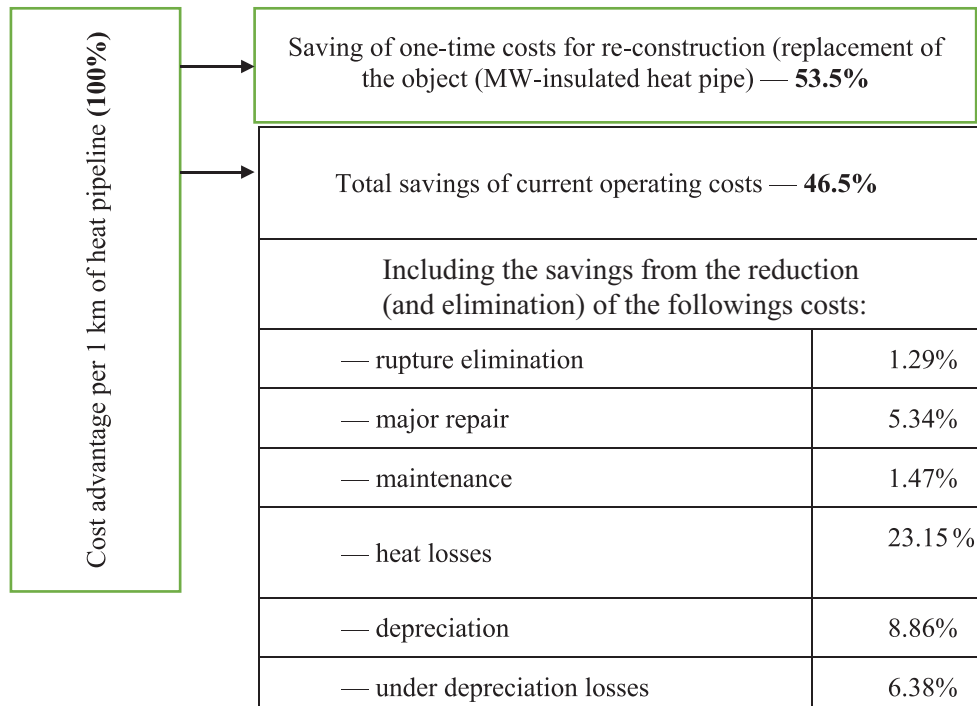 Cost advantage per 1 km of heat pipeline (100%)
Saving of one-time costs for re-construction (replacement of
the object (MW-insulated heat pipe) — 53.5%
Total savings of current operating costs — 46.5%
Including the savings from the reduction
(and elimination) of the followings costs:
— rupture elimination 1.29%
— major repair 5.34%
— maintenance 1.47%
— heat losses 23.15 %
— depreciation 8.86%
— under depreciation losses 6.38%